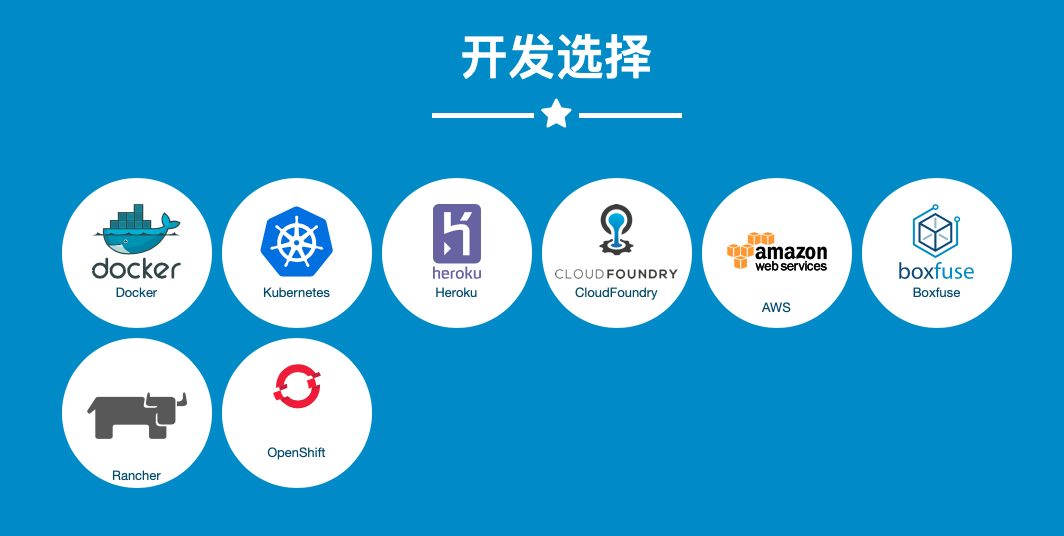 开发选择
docker
Docker
Kubernetes
heroku
Heroku
CLOUDFOUNDRY
CloudFoundry
amazon
web services
AWS
boxfuse
Boxfuse
Rancher
OpenShift